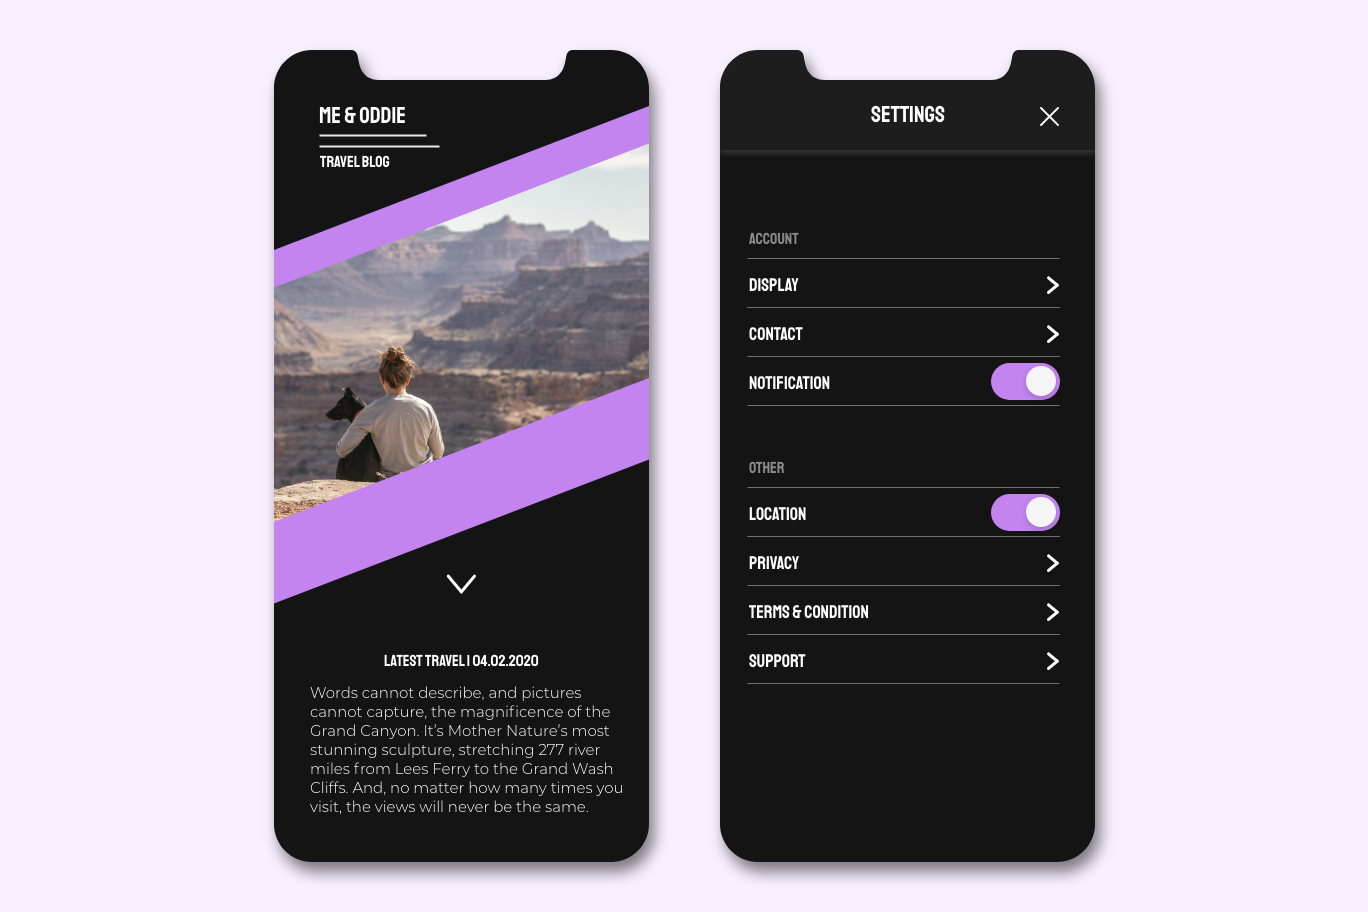 ME & ODDIE
TRAVEL BLOG
LATEST TRAVEL | 04.02.2020
Words cannot describe, and pictures
cannot capture, the magnificence of the
Grand Canyon. It’s Mother Nature’s most
stunning sculpture, stretching 277 river
miles from Lees Ferry to the Grand Wash
Cliffs. And, no matter how many times you
visit, the views will never be the same.
SETTINGS
ACCOUNT
DISPLAY
CONTACT
NOTIFICATION
OTHER
LOCATION
PRIVACY
TERMS & CONDITION
SUPPORT